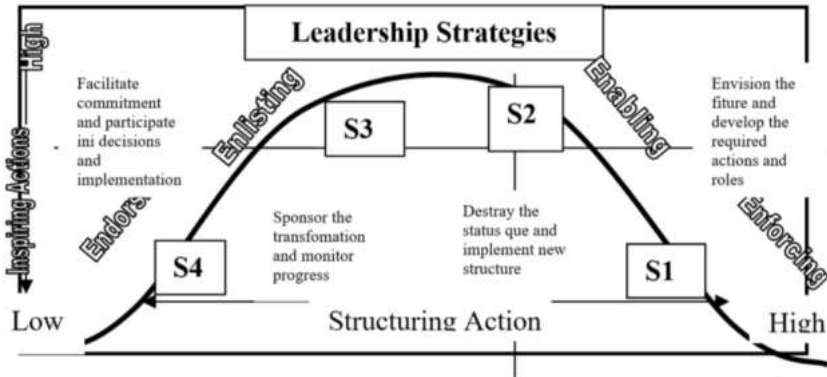 Leadership Strategies
High
Inspiring Actions
Facilitate
commitment
and participate
ini decisions
and
implementation
Enlisting
S3
S2
Enabling
Envision the
fiture and
develop the
required
actions and
roles
Endors
Sponsor the
transfomation
and monitor
progress
Destray the
status que and
implement new
structure
Enforcing
S4
S1
Low
Structuring Action
High